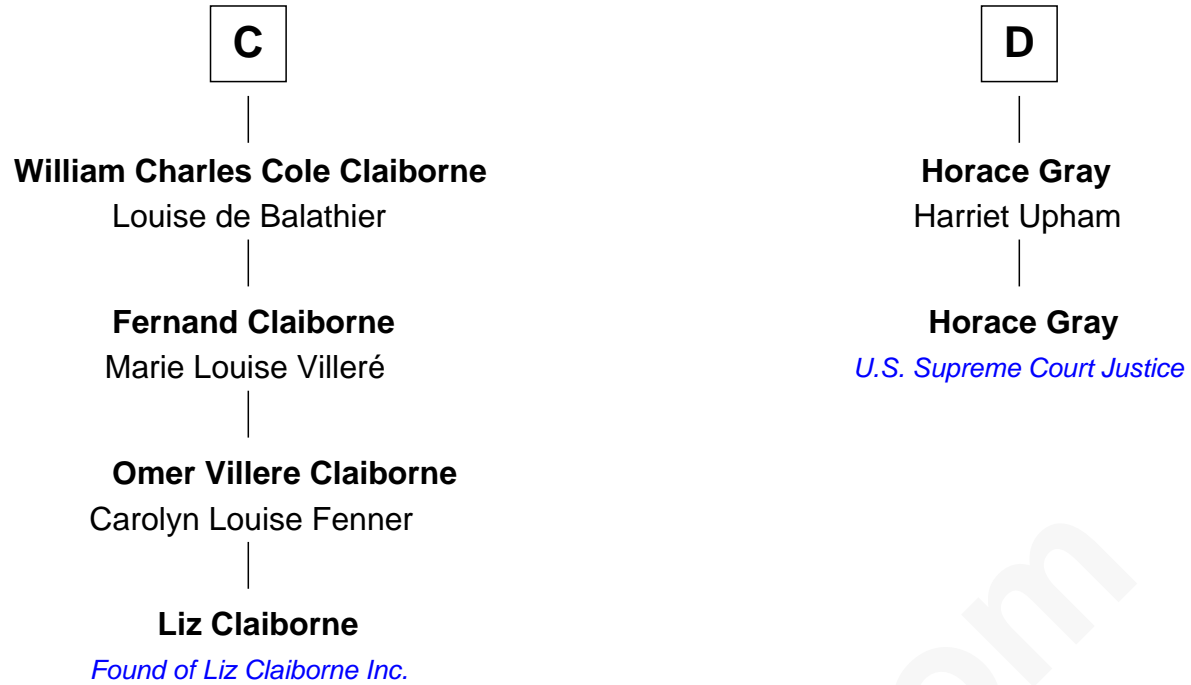 C
William Charles Cole Claiborne
Louise de Balathier
Fernand Claiborne
Marie Louise Villeré
Omer Villere Claiborne
Carolyn Louise Fenner
Liz Claiborne
Found of Liz Claiborne Inc.
D
Horace Gray
Harriet Upham
Horace Gray
U.S. Supreme Court Justice
om